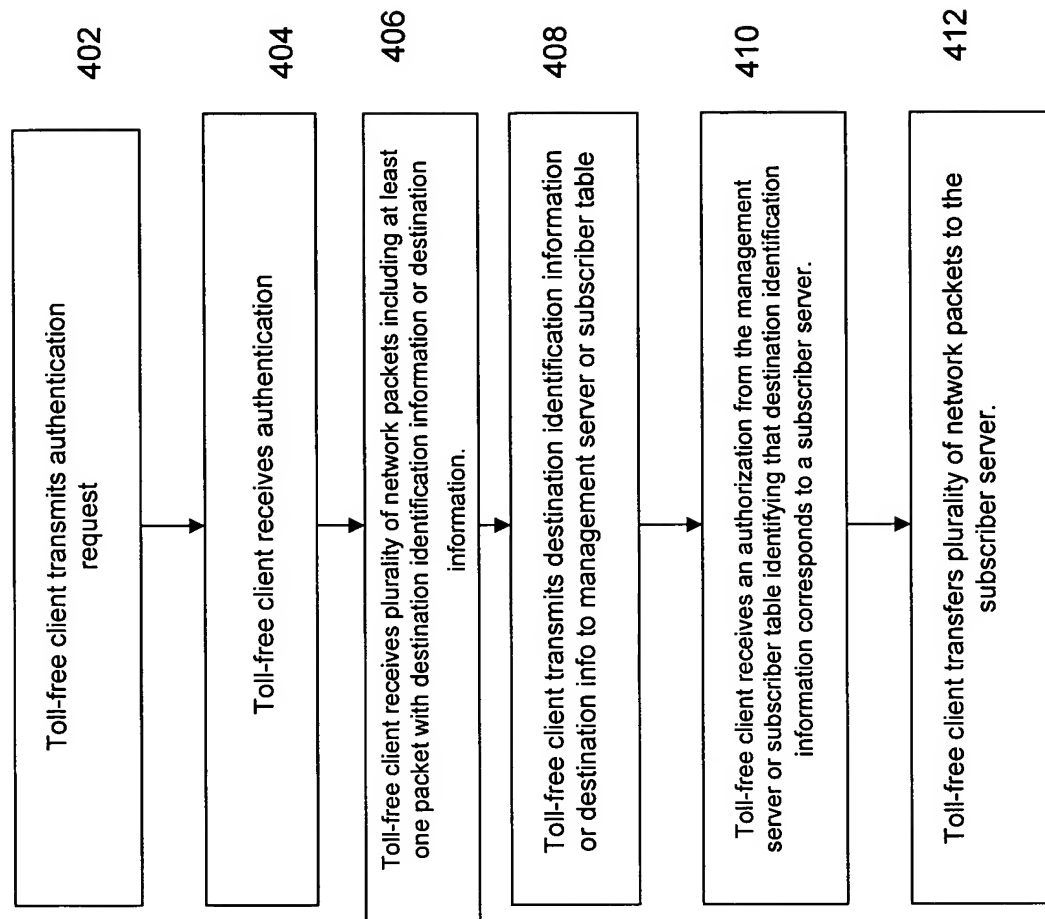 Toll-free client transmits authentication
request
402
Toll-free client receives authentication
404
Toll-free client receives plurality of network packets including at least
one packet with destination identification information or destination
information.
406
Toll-free client transmits destination identification information
or destination info to management server or subscriber table
408
Toll-free client receives an authorization from the management
server or subscriber table identifying that destination identification
information corresponds to a subscriber server.
410
Toll-free client transfers plurality of network packets to the
subscriber server.
412